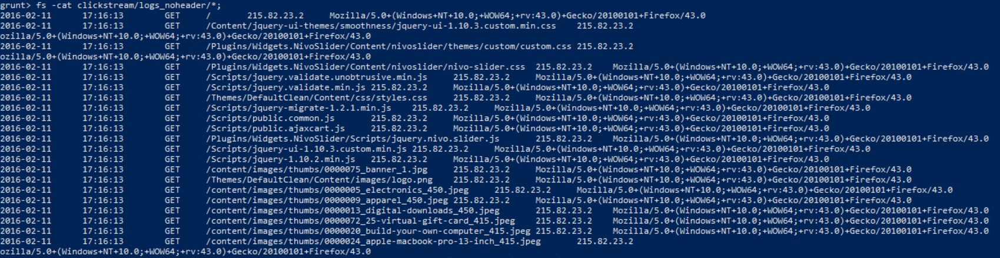 grunt> fs -cat clickstream/logs_noheader/*;
2016-02-11 17:16:13 GET / 215.82.23.2 Mozilla/5.0+(Windows+NT+10.0;+WOW64;+rv:43.0)+Gecko/20100101+Firefox/43.0
2016-02-11 17:16:13 GET /Content/jquery-ui-themes/smoothness/jquery-ui-1.10.3.custom.min.css 215.82.23.2
ozilla/5.0+(Windows+NT+10.0;+WOW64;+rv:43.0)+Gecko/20100101+Firefox/43.0
2016-02-11 17:16:13 GET /Plugins/Widgets.NivoSlider/Content/nivoslider/themes/custom/custom.css 215.82.23.2
ozilla/5.0+(Windows+NT+10.0;+WOW64;+rv:43.0)+Gecko/20100101+Firefox/43.0
2016-02-11 17:16:13 GET /Plugins/Widgets.NivoSlider/Content/nivoslider/nivo-slider.css 215.82.23.2 Mozilla/5.0+(Windows+NT+10.0;+WOW64;+rv:43.0)+Gecko/20100101+Firefox/43.0
2016-02-11 17:16:13 GET /Scripts/jquery.validate.unobtrusive.min.js 215.82.23.2 Mozilla/5.0+(Windows+NT+10.0;+WOW64;+rv:43.0)+Gecko/20100101+Firefox/43.0
2016-02-11 17:16:13 GET /Scripts/jquery.validate.min.js 215.82.23.2 Mozilla/5.0+(Windows+NT+10.0;+WOW64;+rv:43.0)+Gecko/20100101+Firefox/43.0
2016-02-11 17:16:13 GET /Themes/DefaultClean/Content/css/styles.css 215.82.23.2 Mozilla/5.0+(Windows+NT+10.0;+WOW64;+rv:43.0)+Gecko/20100101+Firefox/43.0
2016-02-11 17:16:13 GET /Scripts/jquery-migrate-1.2.1.min.js 215.82.23.2 Mozilla/5.0+(Windows+NT+10.0;+WOW64;+rv:43.0)+Gecko/20100101+Firefox/43.0
2016-02-11 17:16:13 GET /Scripts/public.common.js 215.82.23.2 Mozilla/5.0+(Windows+NT+10.0;+WOW64;+rv:43.0)+Gecko/20100101+Firefox/43.0
2016-02-11 17:16:13 GET /Scripts/public.ajaxcart.js 215.82.23.2 Mozilla/5.0+(Windows+NT+10.0;+WOW64;+rv:43.0)+Gecko/20100101+Firefox/43.0
2016-02-11 17:16:13 GET /Plugins/Widgets.NivoSlider/Scripts/jquery.nivo.slider.js 215.82.23.2 Mozilla/5.0+(Windows+NT+10.0;+WOW64;+rv:43.0)+Gecko/20100101+Firefox/43.0
2016-02-11 17:16:13 GET /Scripts/jquery-ui-1.10.3.custom.min.js 215.82.23.2 Mozilla/5.0+(Windows+NT+10.0;+WOW64;+rv:43.0)+Gecko/20100101+Firefox/43.0
2016-02-11 17:16:13 GET /Scripts/jquery-1.10.2.min.js 215.82.23.2 Mozilla/5.0+(Windows+NT+10.0;+WOW64;+rv:43.0)+Gecko/20100101+Firefox/43.0
2016-02-11 17:16:13 GET /content/images/thumbs/0000075_banner_1.jpg 215.82.23.2 Mozilla/5.0+(Windows+NT+10.0;+WOW64;+rv:43.0)+Gecko/20100101+Firefox/43.0
2016-02-11 17:16:13 GET /Themes/DefaultClean/Content/images/logo.png 215.82.23.2 Mozilla/5.0+(Windows+NT+10.0;+WOW64;+rv:43.0)+Gecko/20100101+Firefox/43.0
2016-02-11 17:16:13 GET /content/images/thumbs/0000005_electronics_450.jpeg 215.82.23.2 Mozilla/5.0+(Windows+NT+10.0;+WOW64;+rv:43.0)+Gecko/20100101+Firefox/43.0
2016-02-11 17:16:13 GET /content/images/thumbs/0000009_apparel_450.jpeg 215.82.23.2 Mozilla/5.0+(Windows+NT+10.0;+WOW64;+rv:43.0)+Gecko/20100101+Firefox/43.0
2016-02-11 17:16:13 GET /content/images/thumbs/0000013_digital-downloads_450.jpeg 215.82.23.2 Mozilla/5.0+(Windows+NT+10.0;+WOW64;+rv:43.0)+Gecko/20100101+Firefox/43.0
2016-02-11 17:16:13 GET /content/images/thumbs/0000072_25-virtual-gift-card_415.jpeg 215.82.23.2 Mozilla/5.0+(Windows+NT+10.0;+WOW64;+rv:43.0)+Gecko/20100101+Firefox/43.0
2016-02-11 17:16:13 GET /content/images/thumbs/0000020_build-your-own-computer_415.jpeg 215.82.23.2 Mozilla/5.0+(Windows+NT+10.0;+WOW64;+rv:43.0)+Gecko/20100101+Firefox/43.0
2016-02-11 17:16:13 GET /content/images/thumbs/0000024_apple-macbook-pro-13-inch_415.jpeg 215.82.23.2
ozilla/5.0+(Windows+NT+10.0;+WOW64;+rv:43.0)+Gecko/20100101+Firefox/43.0